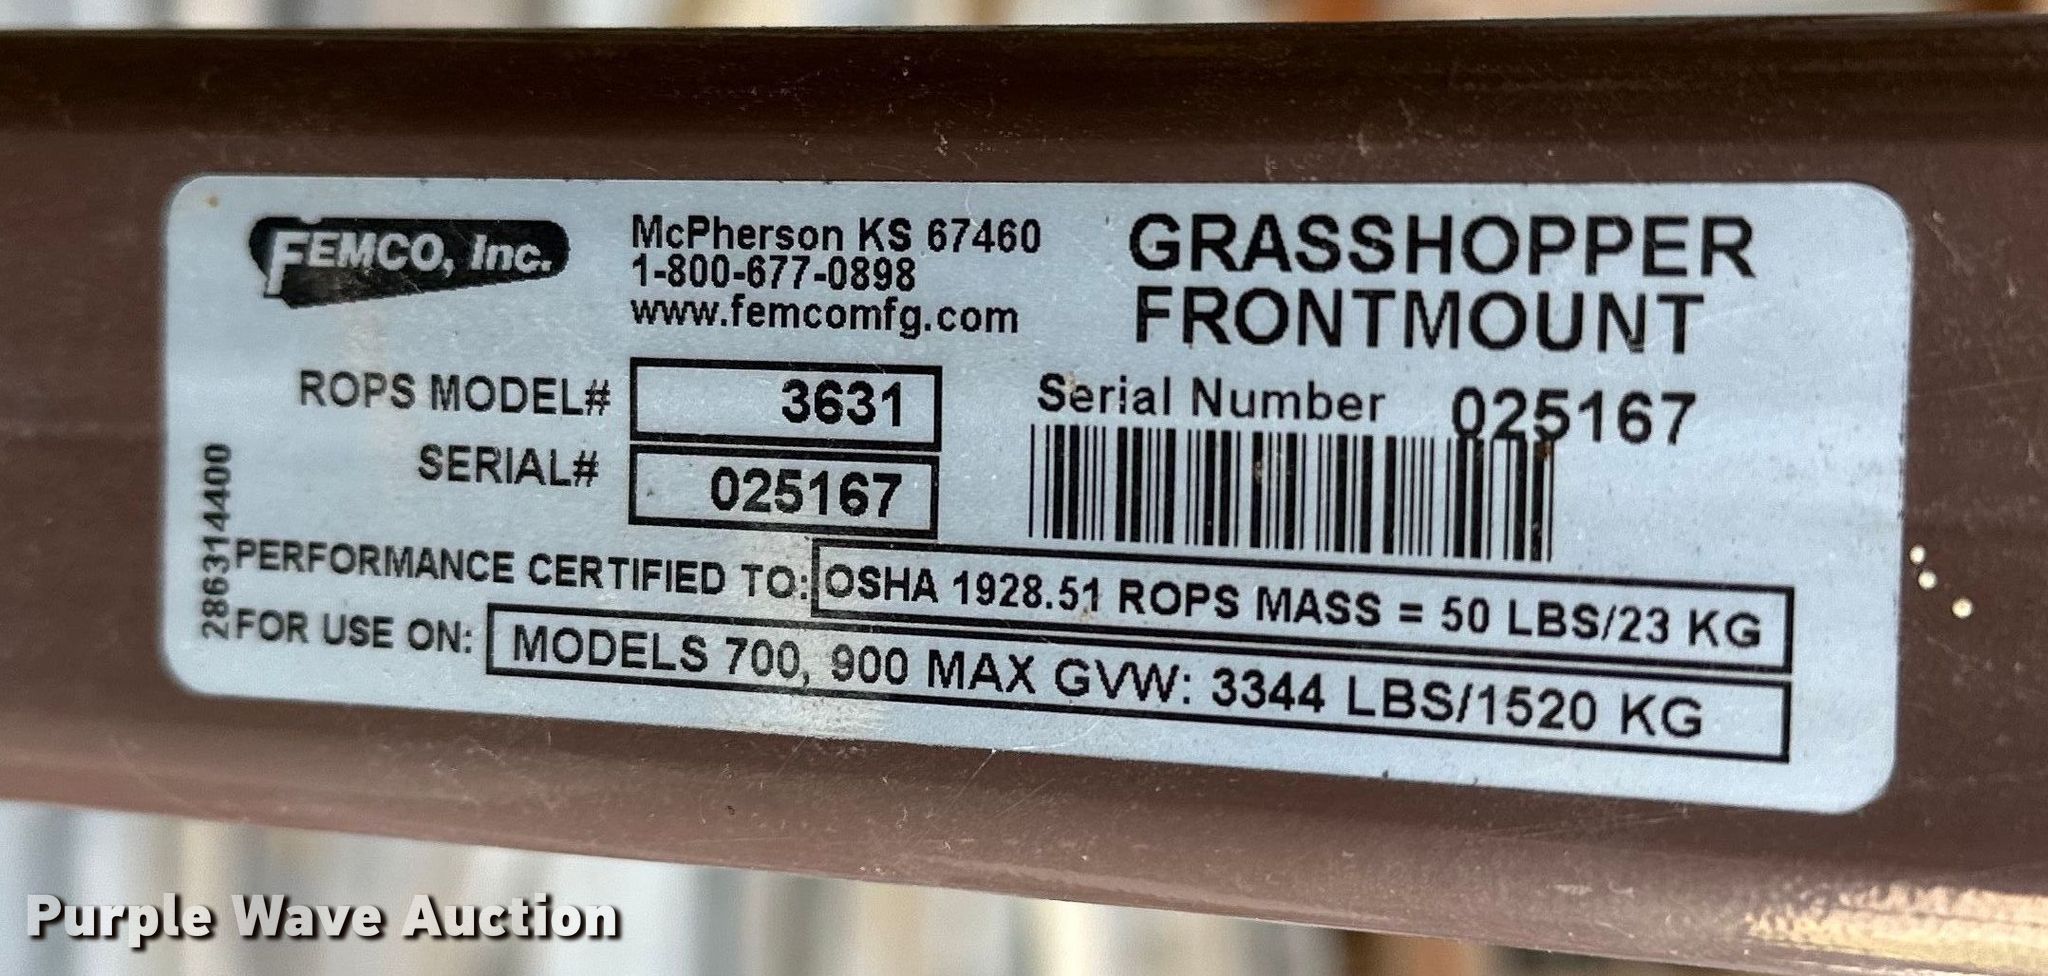 FEMCO, Inc.
McPherson KS 67460
1-800-677-0898
www.femcomfg.com
GRASSHOPPER
FRONTMOUNT
ROPS MODEL# 3631
SERIAL# 025167
Serial Number 025167
286314400
PERFORMANCE CERTIFIED TO: OSHA 1928.51 ROPS MASS = 50 LBS/23 KG
FOR USE ON: MODELS 700, 900 MAX GVW: 3344 LBS/1520 KG
Purple Wave Auction